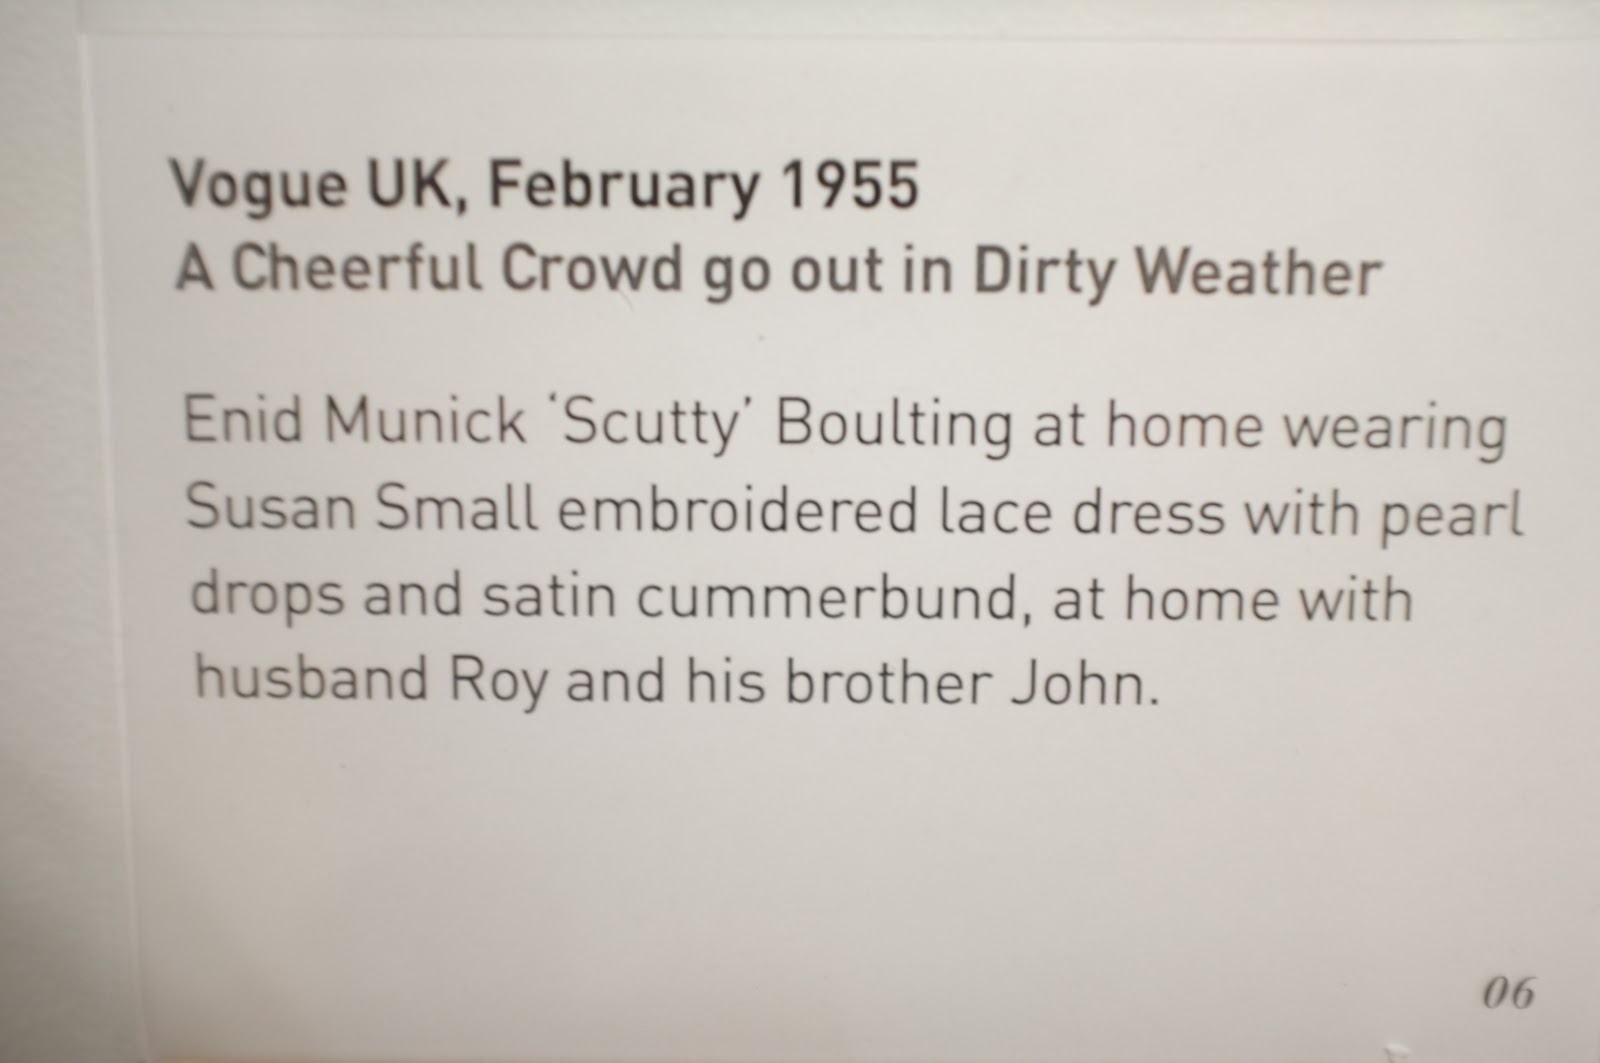 Vogue UK, February 1955
A Cheerful Crowd go out in Dirty Weather
Enid Munick ‘Scutty’ Boulting at home wearing
Susan Small embroidered lace dress with pearl
drops and satin cummerbund, at home with
husband Roy and his brother John.
06